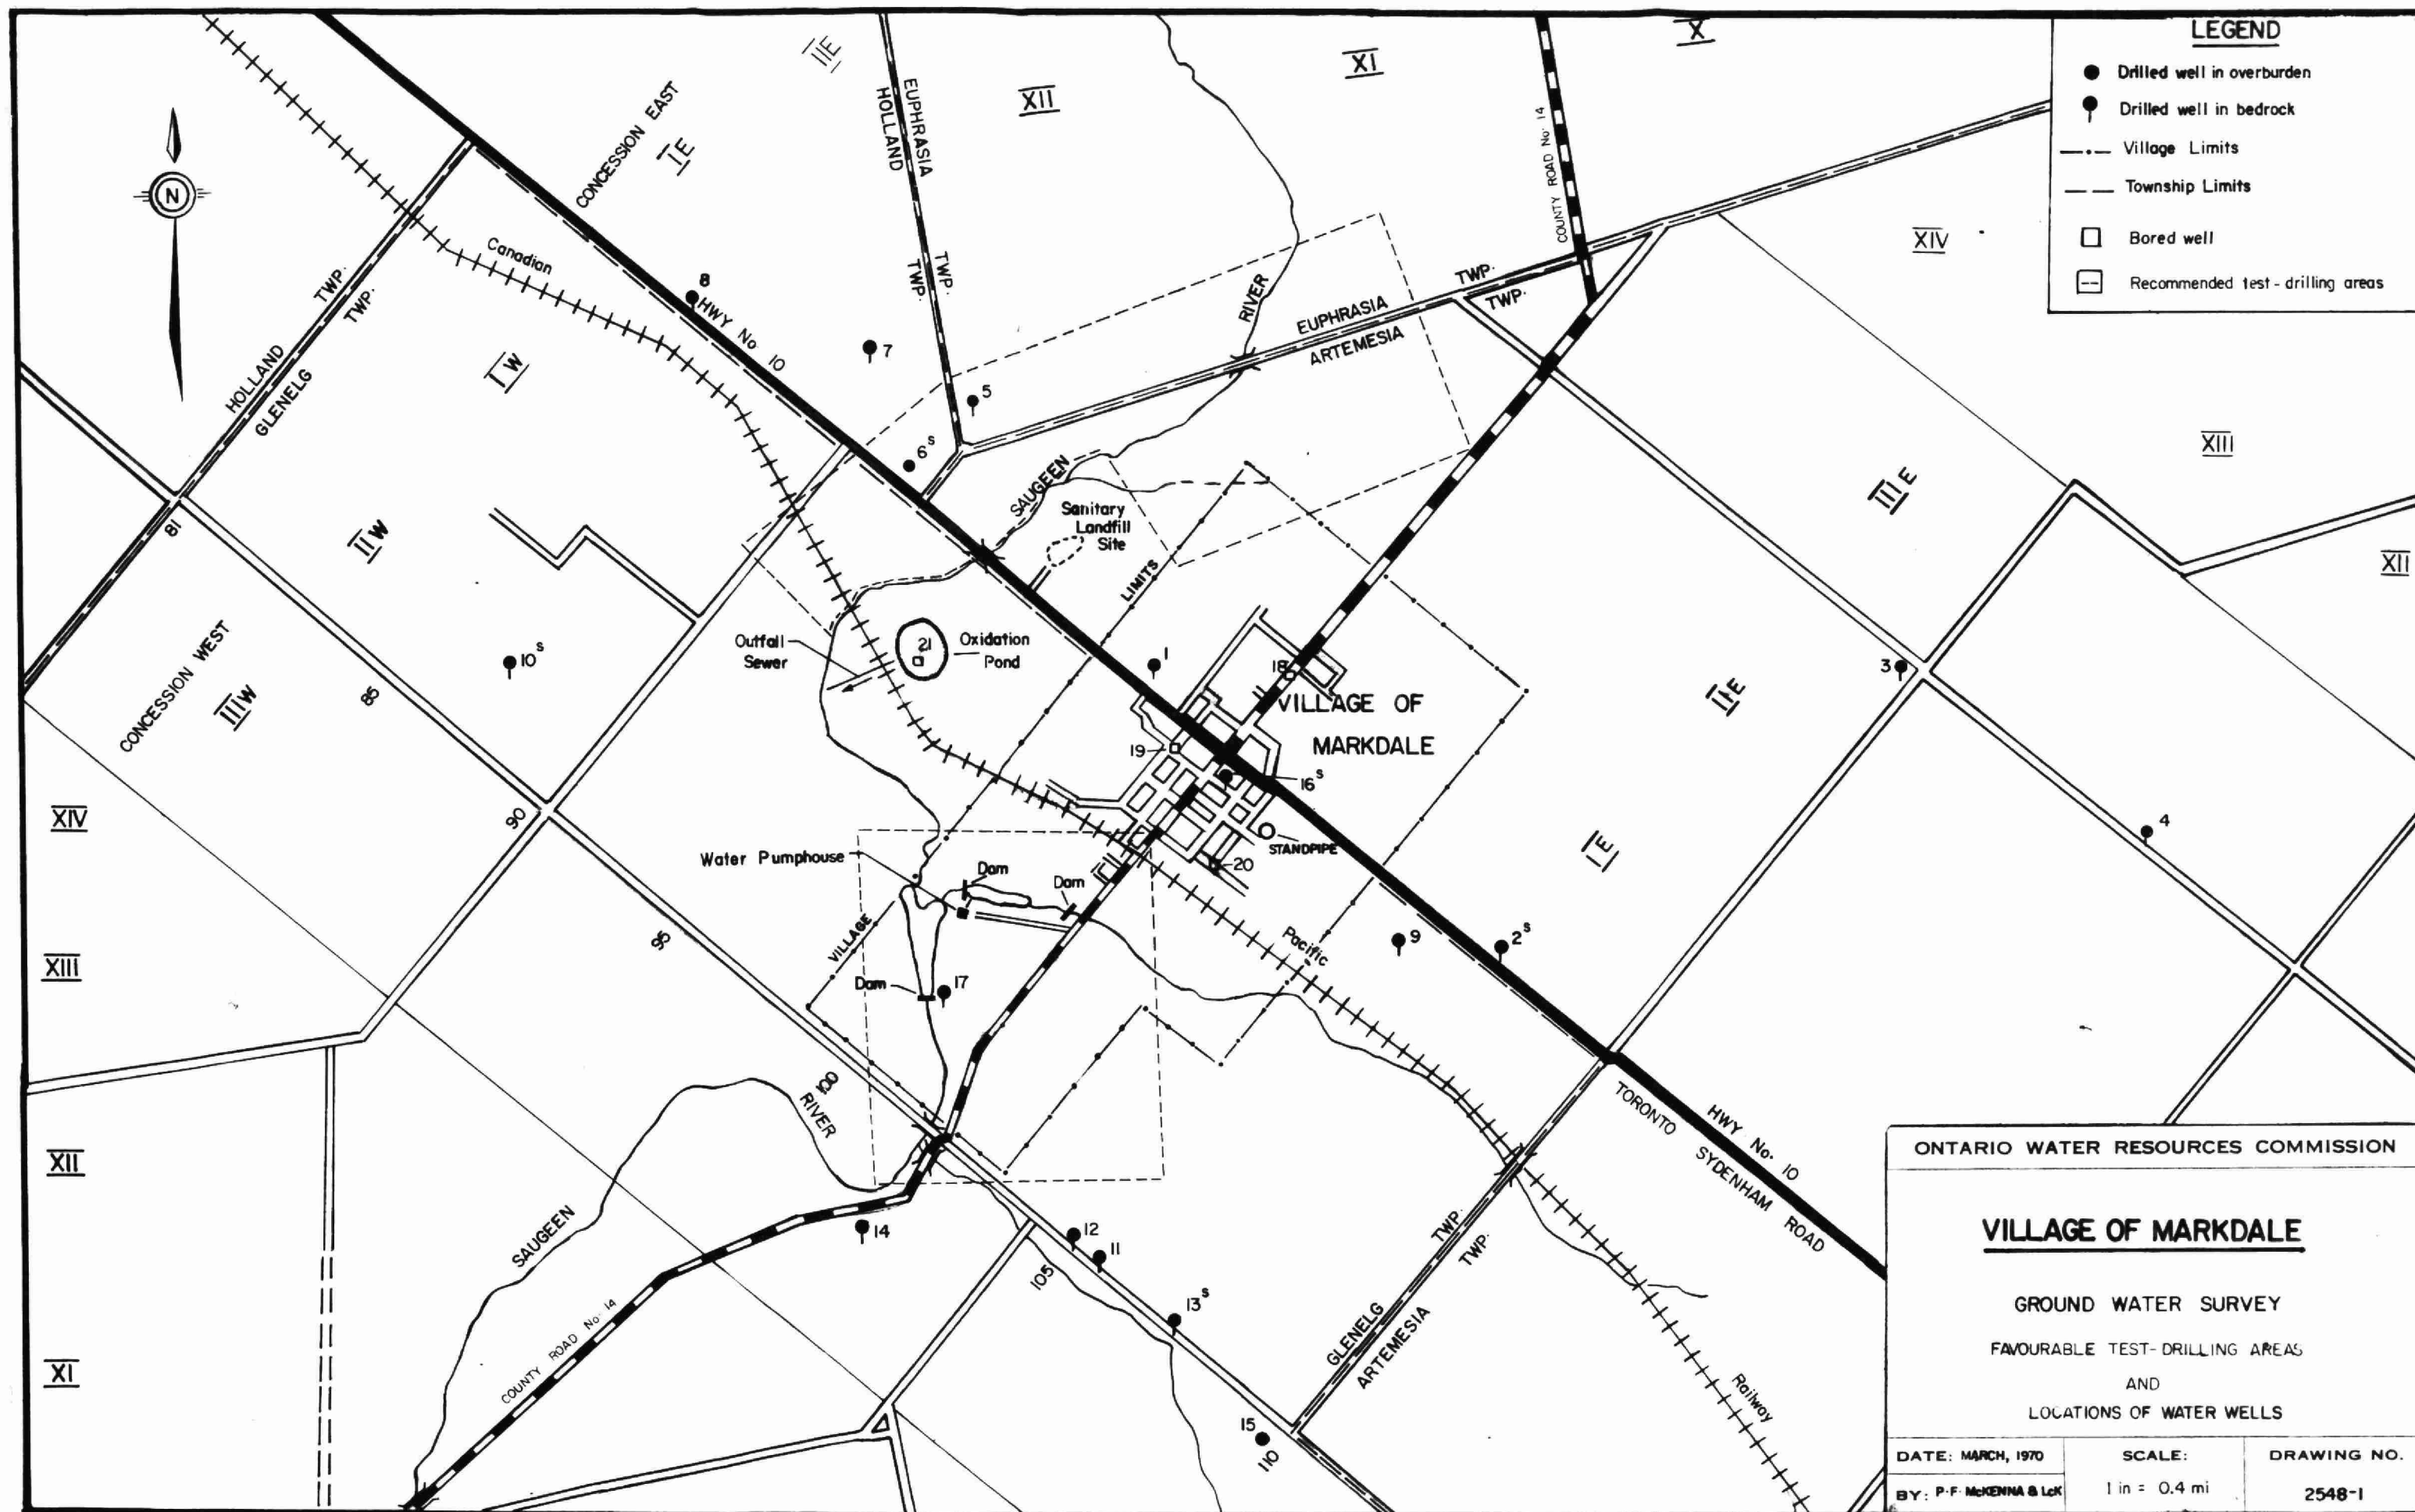 LEGEND
Drilled well in overburden
Drilled well in bedrock
Village Limits
Township Limits
Bored well
Recommended test-drilling areas
N
CONCESSION EAST
IE
IIE
EUPHRASIA TWP.
HOLLAND TWP.
XII
XI
X
COUNTY ROAD No. 14
XIV
XIII
XII
IIIE
IIE
IE
Canadian
8
HWY No. 10
7
5
6S
HOLLAND TWP.
GLENELG TWP.
IW
IIW
IIIW
CONCESSION WEST
81
85
90
95
100
105
110
RIVER
SAUGEEN
EUPHRASIA TWP.
ARTEMESIA TWP.
Sanitary
Landfill
Site
LIMITS
VILLAGE
Outfall
Sewer
21
Oxidation
Pond
10S
1
18
VILLAGE OF
MARKDALE
19
16S
STANDPIPE
20
3
4
Water Pumphouse
Dam
Dam
Dam
17
Pacific
9
2S
XIV
XIII
XII
XI
RIVER
SAUGEEN
14
12
11
13S
15
COUNTY ROAD No. 14
GLENELG TWP.
ARTEMESIA TWP.
TORONTO SYDENHAM ROAD
HWY No. 10
Railway
ONTARIO WATER RESOURCES COMMISSION
VILLAGE OF MARKDALE
GROUND WATER SURVEY
FAVOURABLE TEST-DRILLING AREAS
AND
LOCATIONS OF WATER WELLS
DATE: MARCH, 1970
SCALE:
DRAWING NO.
BY: P.F. McKENNA & LcK
1 in = 0.4 mi
2548-1